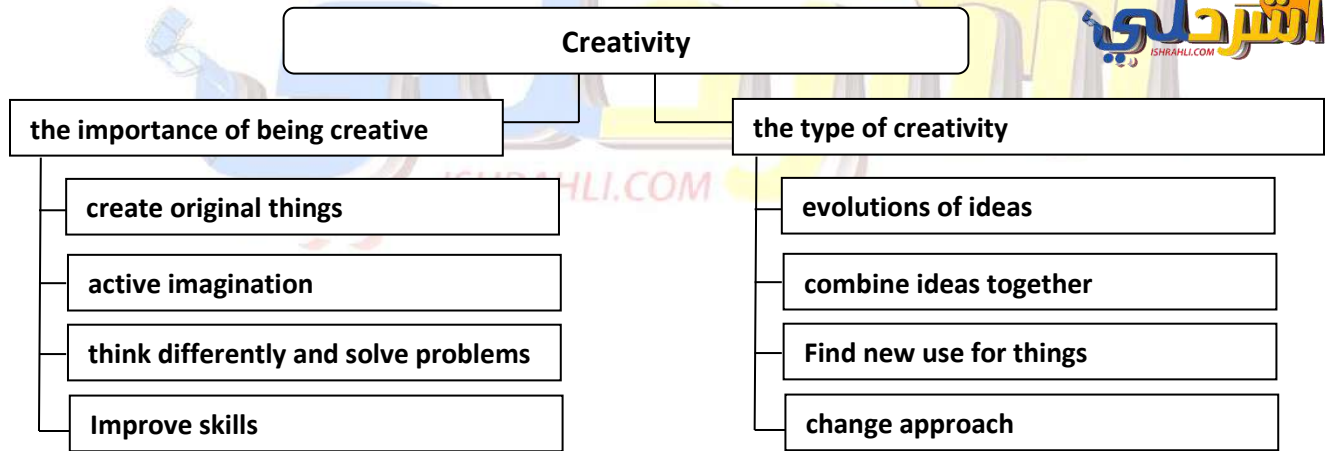 Creativity
اشرحلي
ISHRAHLI.COM
the importance of being creative
create original things
active imagination
think differently and solve problems
Improve skills
the type of creativity
evolutions of ideas
combine ideas together
Find new use for things
change approach
ISHRAHLI.COM